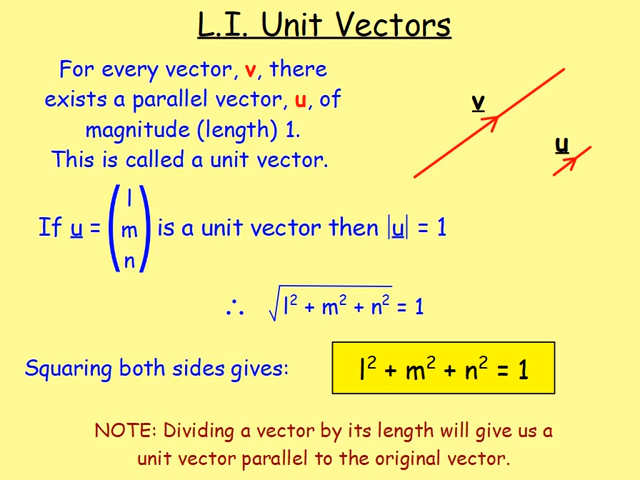 L.I. Unit Vectors
For every vector, v, there
exists a parallel vector, u, of
magnitude (length) 1.
This is called a unit vector.
v
u
If u = (l m n) is a unit vector then |u| = 1
∴ √l² + m² + n² = 1
Squaring both sides gives: l² + m² + n² = 1
NOTE: Dividing a vector by its length will give us a
unit vector parallel to the original vector.